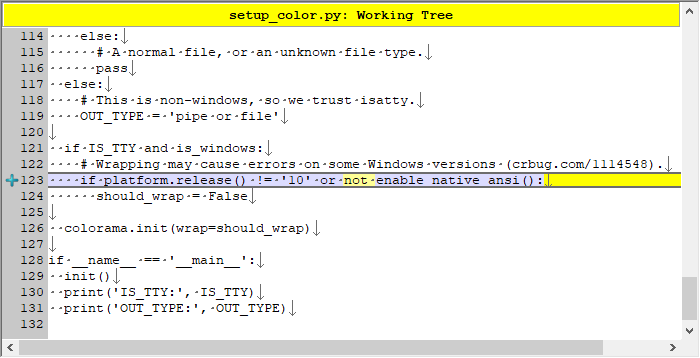 setup_color.py: Working Tree
114 else:
115 # A normal file, or an unknown file type.
116 pass
117 else:
118 # This is non-windows, so we trust isatty.
119 OUT_TYPE = 'pipe or file'
120
121 if IS_TTY and is_windows:
122 # Wrapping may cause errors on some Windows versions (crbug.com/1114548).
123 if platform.release() != '10' or not enable_native_ansi():
124 should_wrap = False
125
126 colorama.init(wrap=should_wrap)
127
128 if __name__ == '__main__':
129 init()
130 print('IS_TTY:', IS_TTY)
131 print('OUT_TYPE:', OUT_TYPE)
132